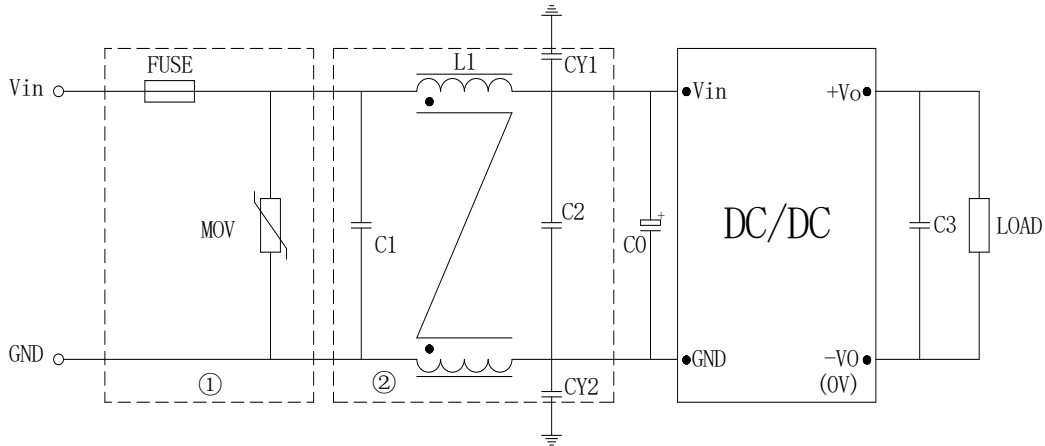 FUSE
L1
CY1
Vin
Vin
+Vo
MOV
C1
C2
+
C0
DC/DC
C3
LOAD
GND
GND
-VO
(0V)
①
②
CY2